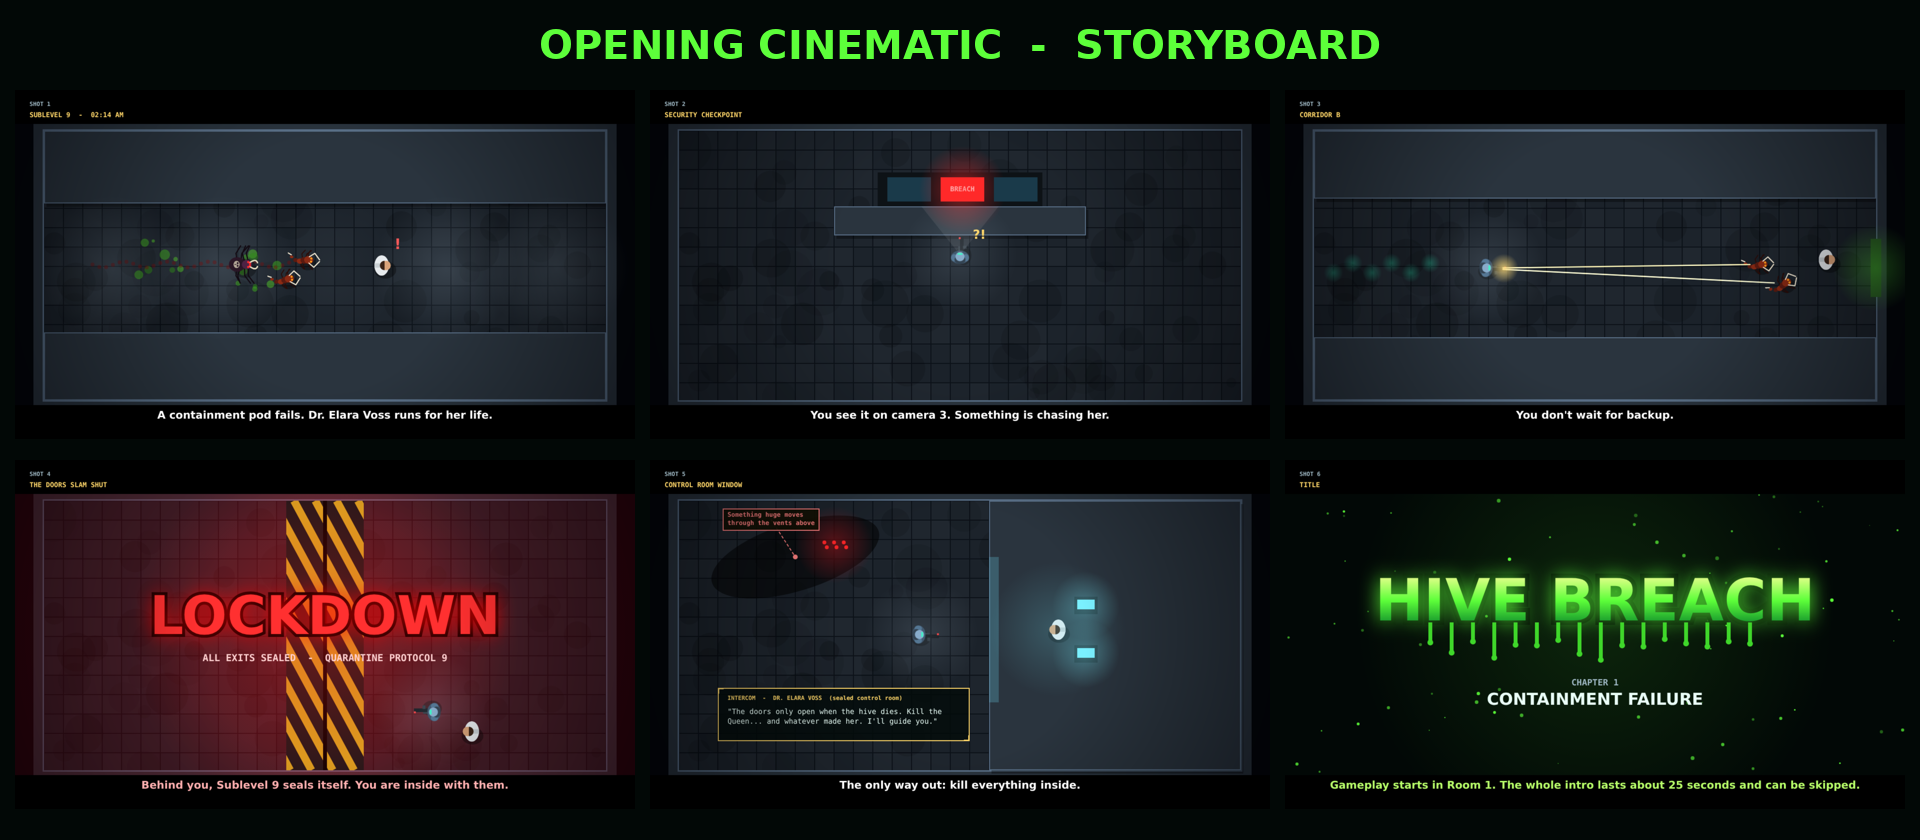 OPENING CINEMATIC - STORYBOARD
SHOT 1
SUBLEVEL 9 - 02:14 AM
!
A containment pod fails. Dr. Elara Voss runs for her life.
SHOT 2
SECURITY CHECKPOINT
BREACH
?!
You see it on camera 3. Something is chasing her.
SHOT 3
CORRIDOR B
You don't wait for backup.
SHOT 4
THE DOORS SLAM SHUT
LOCKDOWN
ALL EXITS SEALED - QUARANTINE PROTOCOL 9
Behind you, Sublevel 9 seals itself. You are inside with them.
SHOT 5
CONTROL ROOM WINDOW
Something huge moves
through the vents above
INTERCOM - DR. ELARA VOSS (sealed control room)
"The doors only open when the hive dies. Kill the
Queen... and whatever made her. I'll guide you."
The only way out: kill everything inside.
SHOT 6
TITLE
HIVE BREACH
CHAPTER 1
CONTAINMENT FAILURE
Gameplay starts in Room 1. The whole intro lasts about 25 seconds and can be skipped.